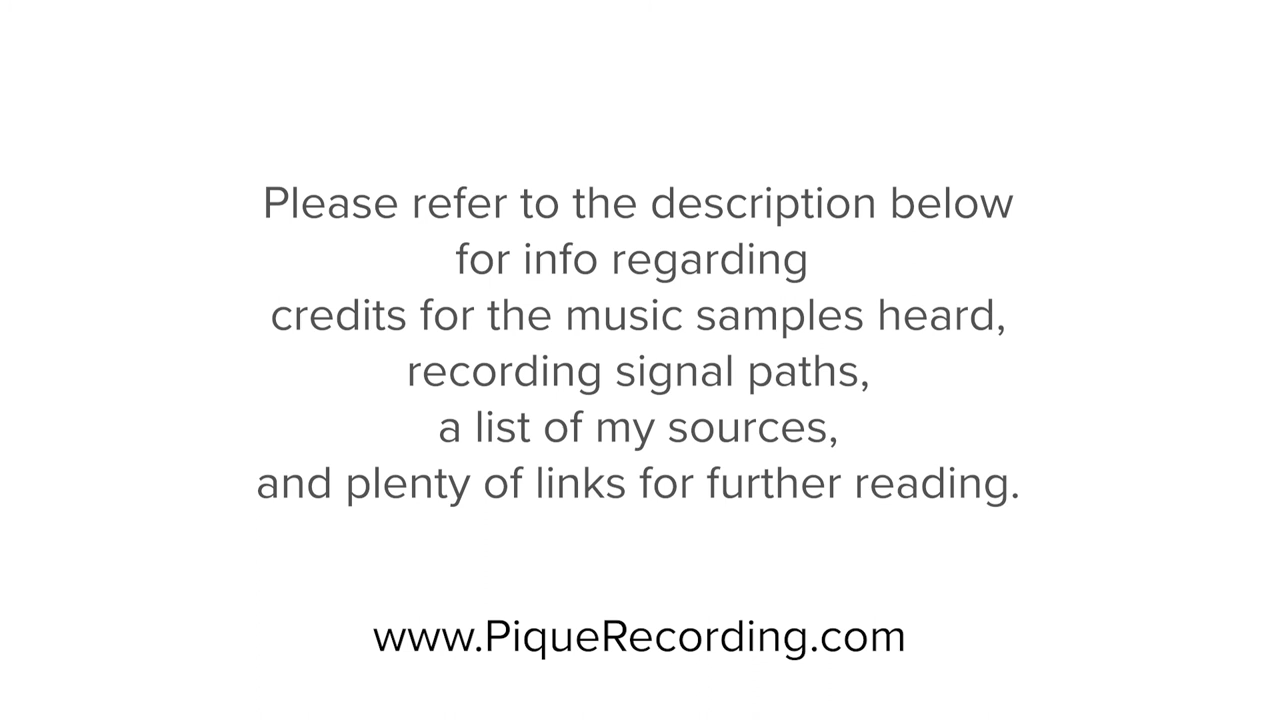 Please refer to the description below
for info regarding
credits for the music samples heard,
recording signal paths,
a list of my sources,
and plenty of links for further reading.
www.PiqueRecording.com